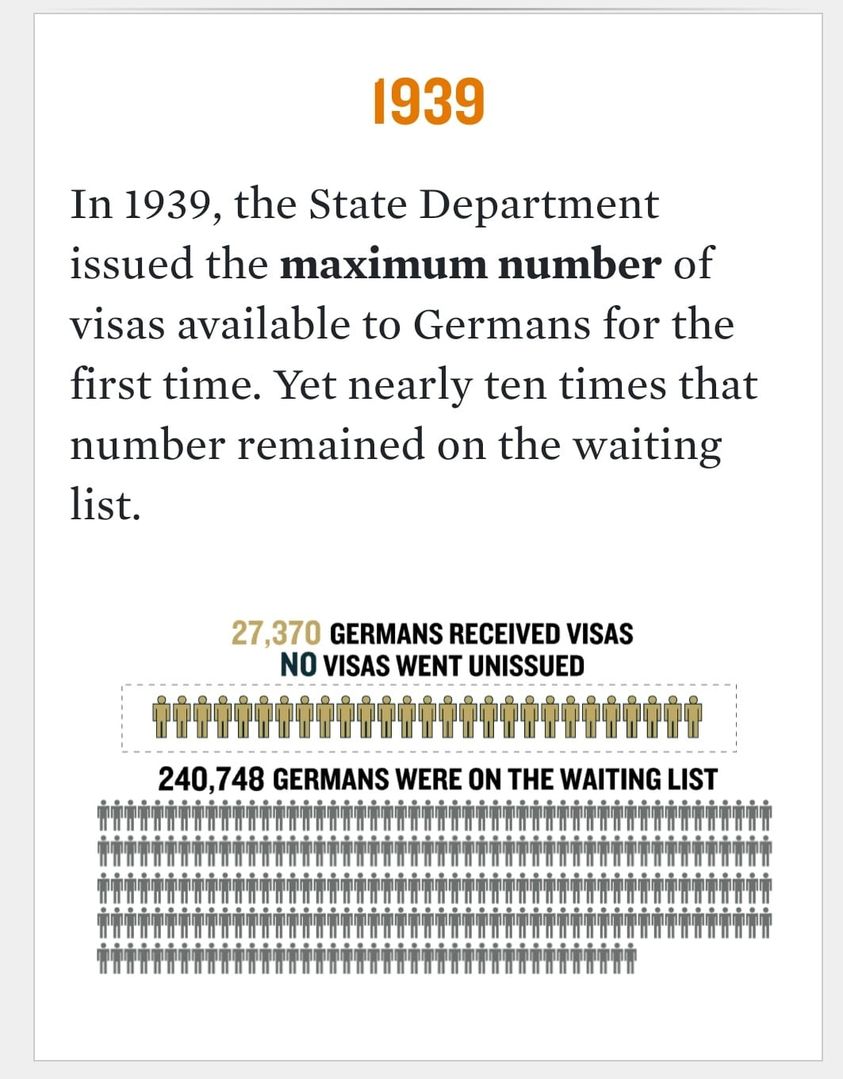 1939
In 1939, the State Department
issued the maximum number of
visas available to Germans for the
first time. Yet nearly ten times that
number remained on the waiting
list.
27,370 GERMANS RECEIVED VISAS
NO VISAS WENT UNISSUED
240,748 GERMANS WERE ON THE WAITING LIST